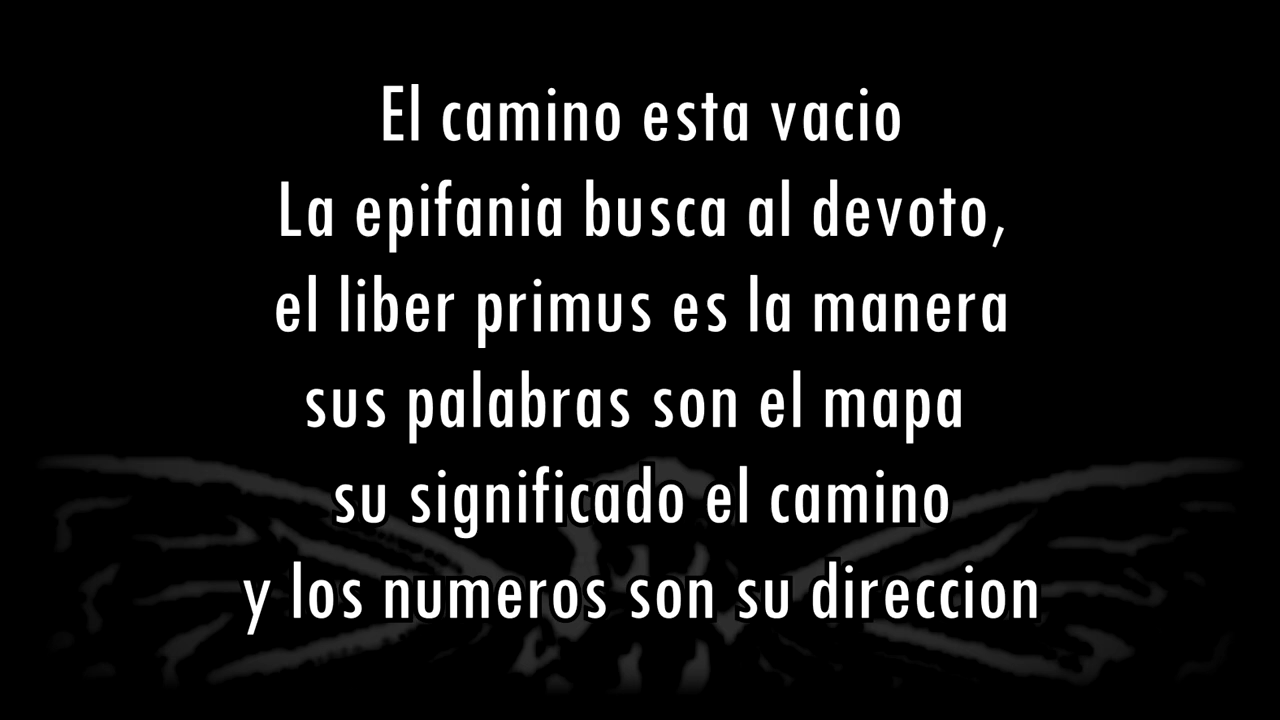 El camino esta vacio
La epifania busca al devoto,
el liber primus es la manera
sus palabras son el mapa
su significado el camino
y los numeros son su direccion